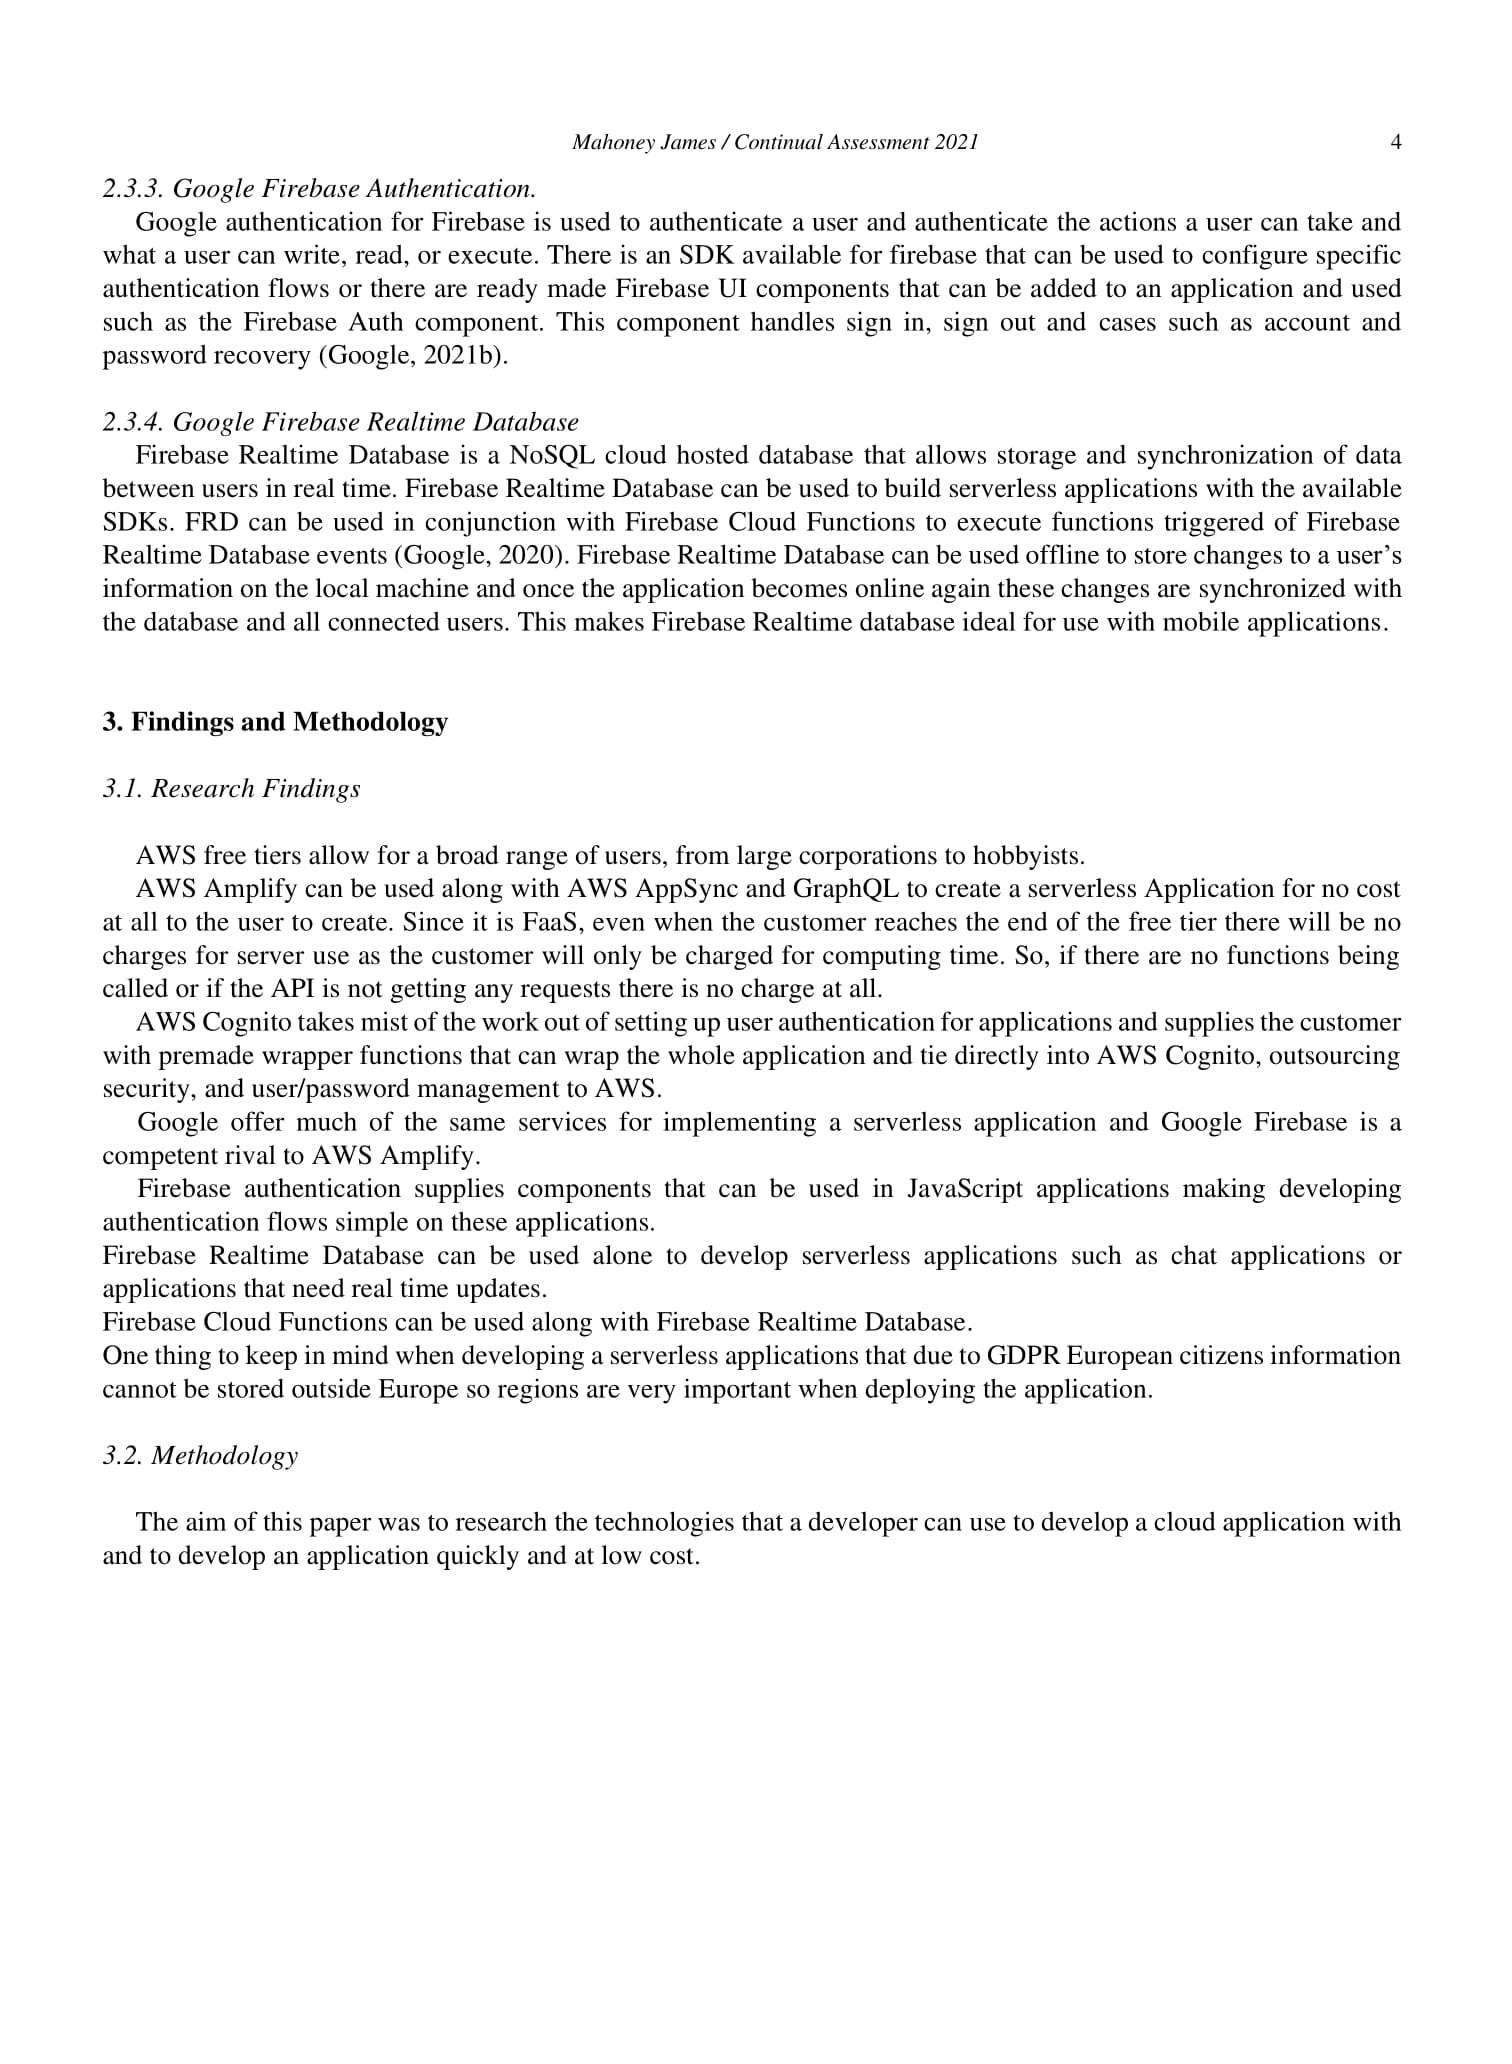 Mahoney James / Continual Assessment 2021 4
2.3.3. Google Firebase Authentication.
Google authentication for Firebase is used to authenticate a user and authenticate the actions a user can take and
what a user can write, read, or execute. There is an SDK available for firebase that can be used to configure specific
authentication flows or there are ready made Firebase UI components that can be added to an application and used
such as the Firebase Auth component. This component handles sign in, sign out and cases such as account and
password recovery (Google, 2021b).
2.3.4. Google Firebase Realtime Database
Firebase Realtime Database is a NoSQL cloud hosted database that allows storage and synchronization of data
between users in real time. Firebase Realtime Database can be used to build serverless applications with the available
SDKs. FRD can be used in conjunction with Firebase Cloud Functions to execute functions triggered of Firebase
Realtime Database events (Google, 2020). Firebase Realtime Database can be used offline to store changes to a user’s
information on the local machine and once the application becomes online again these changes are synchronized with
the database and all connected users. This makes Firebase Realtime database ideal for use with mobile applications.
3. Findings and Methodology
3.1. Research Findings
AWS free tiers allow for a broad range of users, from large corporations to hobbyists.
AWS Amplify can be used along with AWS AppSync and GraphQL to create a serverless Application for no cost
at all to the user to create. Since it is FaaS, even when the customer reaches the end of the free tier there will be no
charges for server use as the customer will only be charged for computing time. So, if there are no functions being
called or if the API is not getting any requests there is no charge at all.
AWS Cognito takes mist of the work out of setting up user authentication for applications and supplies the customer
with premade wrapper functions that can wrap the whole application and tie directly into AWS Cognito, outsourcing
security, and user/password management to AWS.
Google offer much of the same services for implementing a serverless application and Google Firebase is a
competent rival to AWS Amplify.
Firebase authentication supplies components that can be used in JavaScript applications making developing
authentication flows simple on these applications.
Firebase Realtime Database can be used alone to develop serverless applications such as chat applications or
applications that need real time updates.
Firebase Cloud Functions can be used along with Firebase Realtime Database.
One thing to keep in mind when developing a serverless applications that due to GDPR European citizens information
cannot be stored outside Europe so regions are very important when deploying the application.
3.2. Methodology
The aim of this paper was to research the technologies that a developer can use to develop a cloud application with
and to develop an application quickly and at low cost.